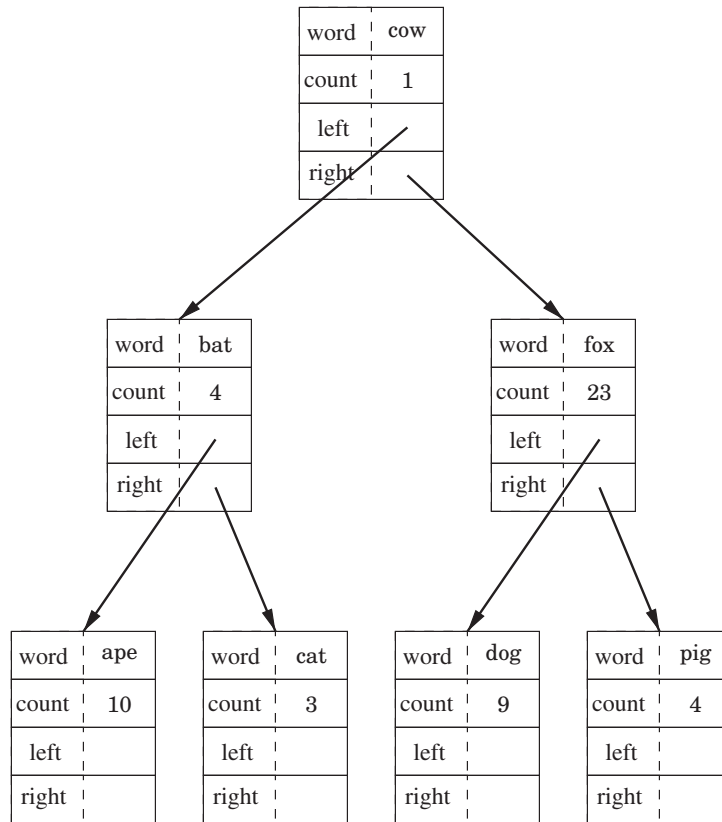 word cow
count 1
left
right
word bat
count 4
left
right
word fox
count 23
left
right
word ape
count 10
left
right
word cat
count 3
left
right
word dog
count 9
left
right
word pig
count 4
left
right